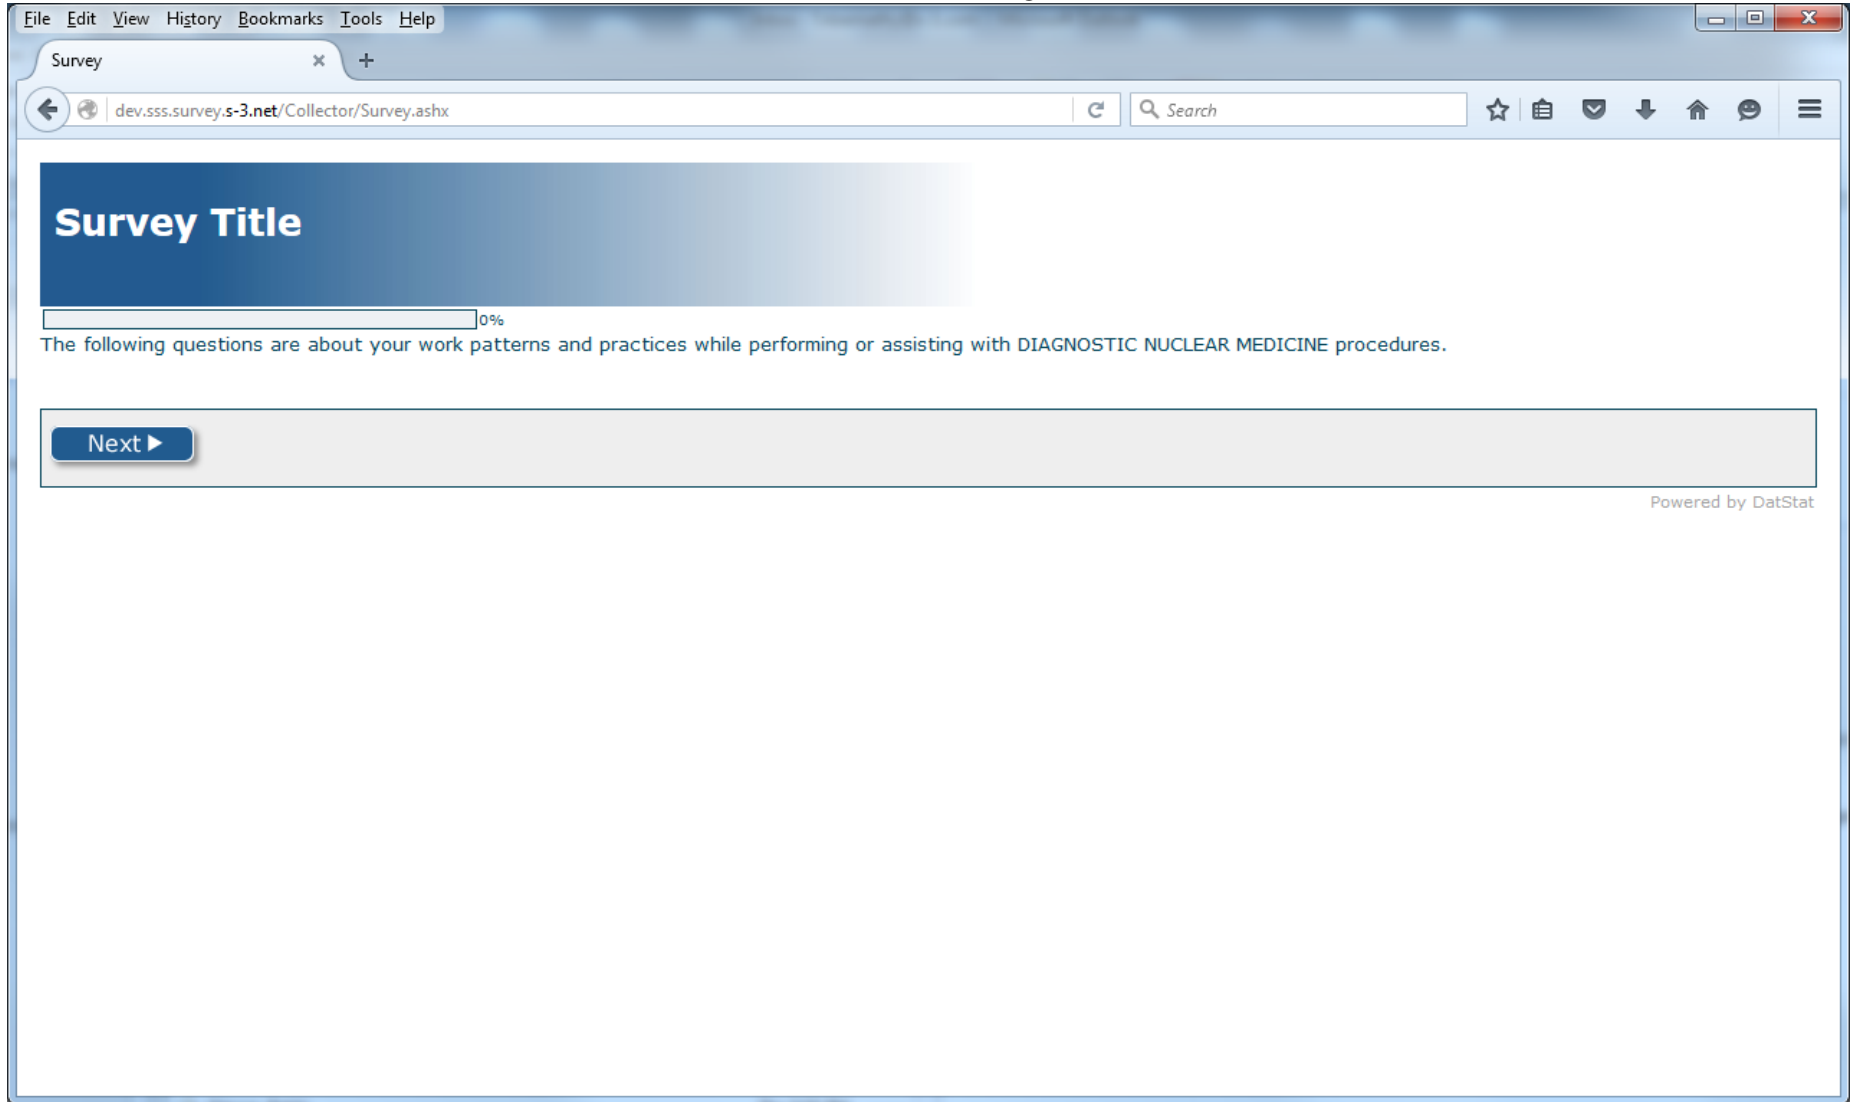 File Edit View History Bookmarks Tools Help
Survey
dev.sss.survey.s-3.net/Collector/Survey.ashx
Search
Survey Title
0%
The following questions are about your work patterns and practices while performing or assisting with DIAGNOSTIC NUCLEAR MEDICINE procedures.
Next
Powered by DatStat